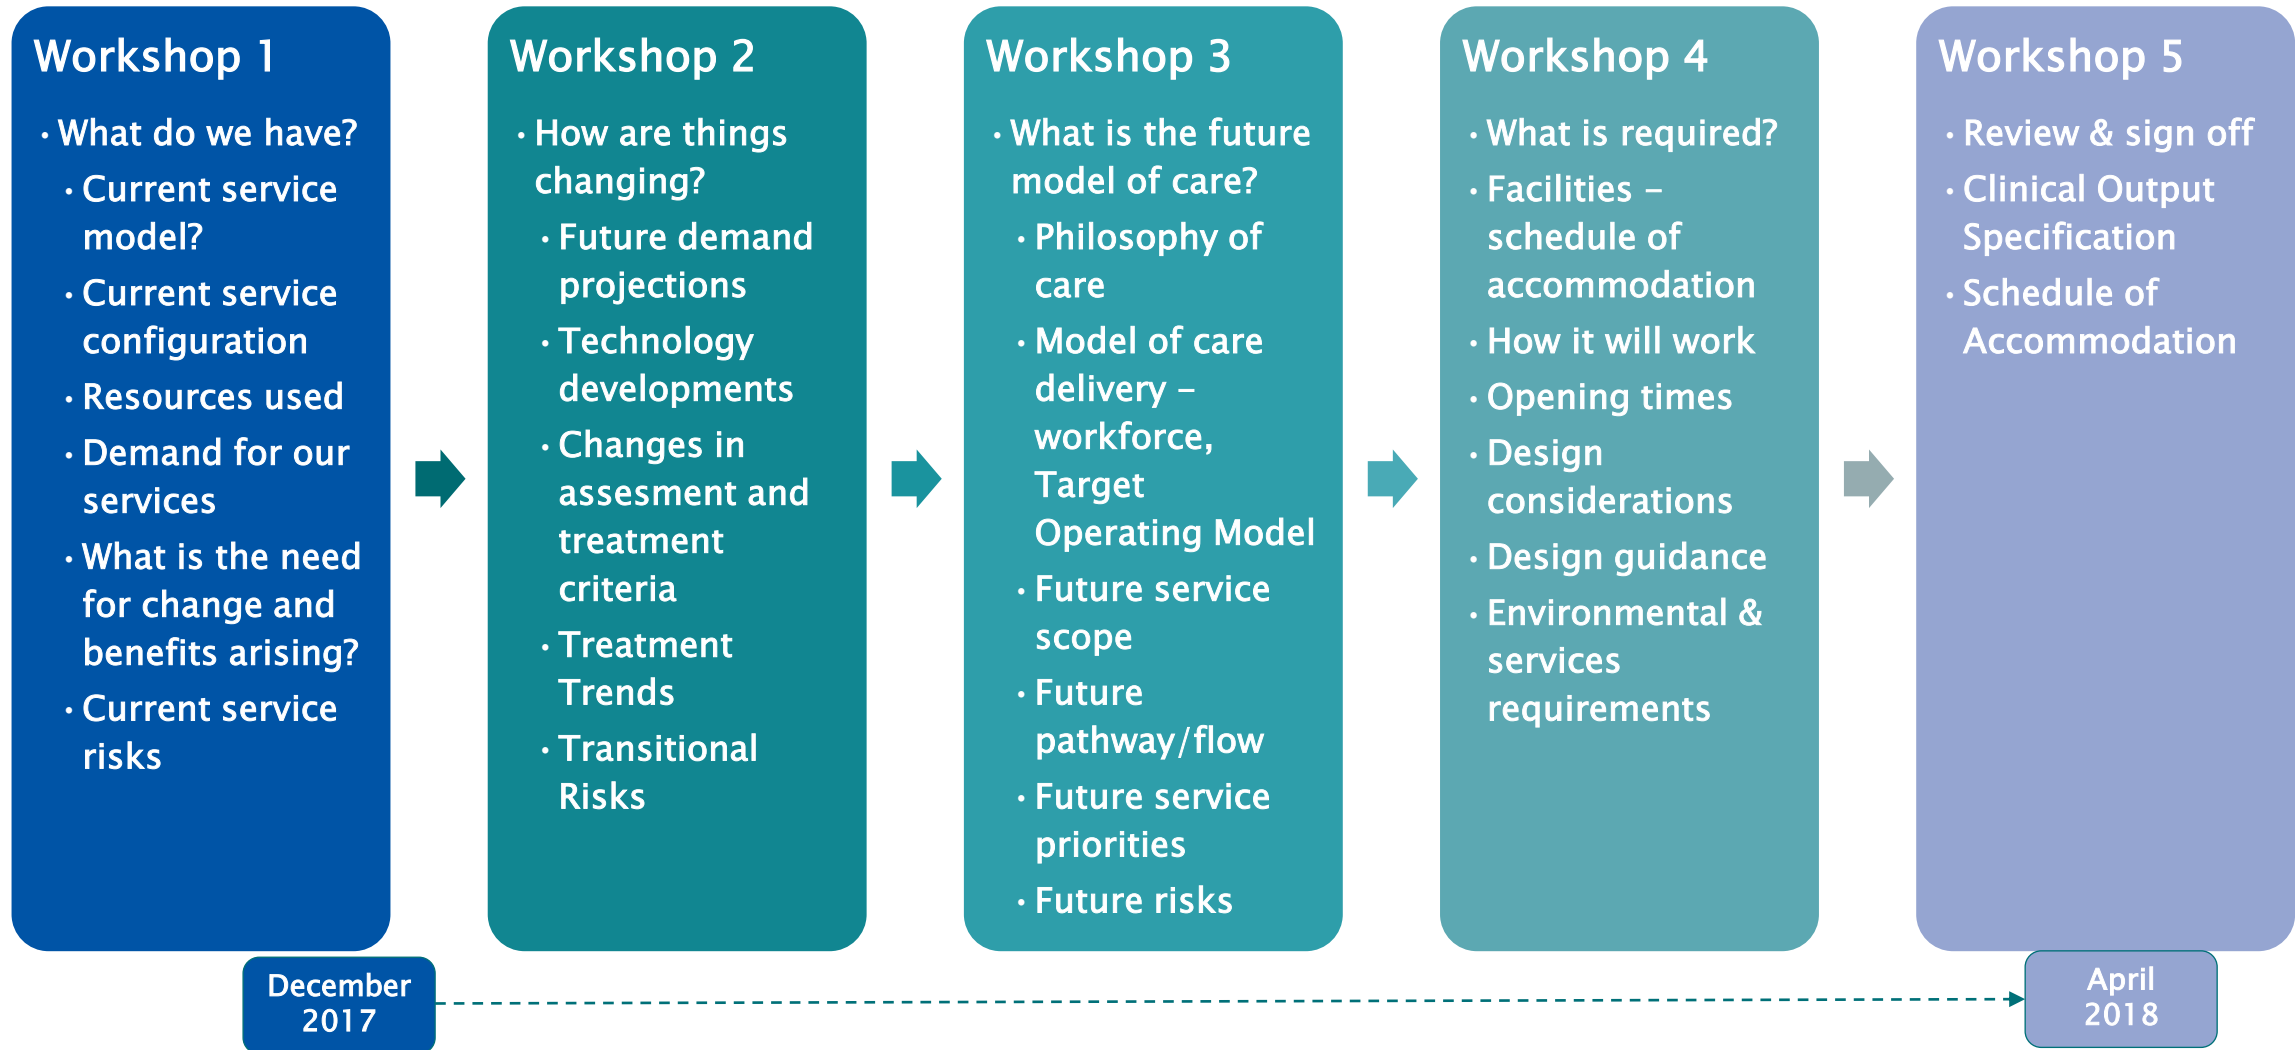 Workshop 1
· What do we have?
· Current service
model?
· Current service
configuration
· Resources used
· Demand for our
services
· What is the need
for change and
benefits arising?
· Current service
risks
Workshop 2
· How are things
changing?
· Future demand
projections
· Technology
developments
· Changes in
assesment and
treatment
criteria
· Treatment
Trends
· Transitional
Risks
Workshop 3
· What is the future
model of care?
· Philosophy of
care
· Model of care
delivery –
workforce,
Target
Operating Model
· Future service
scope
· Future
pathway/flow
· Future service
priorities
· Future risks
Workshop 4
· What is required?
· Facilities –
schedule of
accommodation
· How it will work
· Opening times
· Design
considerations
· Design guidance
· Environmental &
services
requirements
Workshop 5
· Review & sign off
· Clinical Output
Specification
· Schedule of
Accommodation
December
2017
April
2018